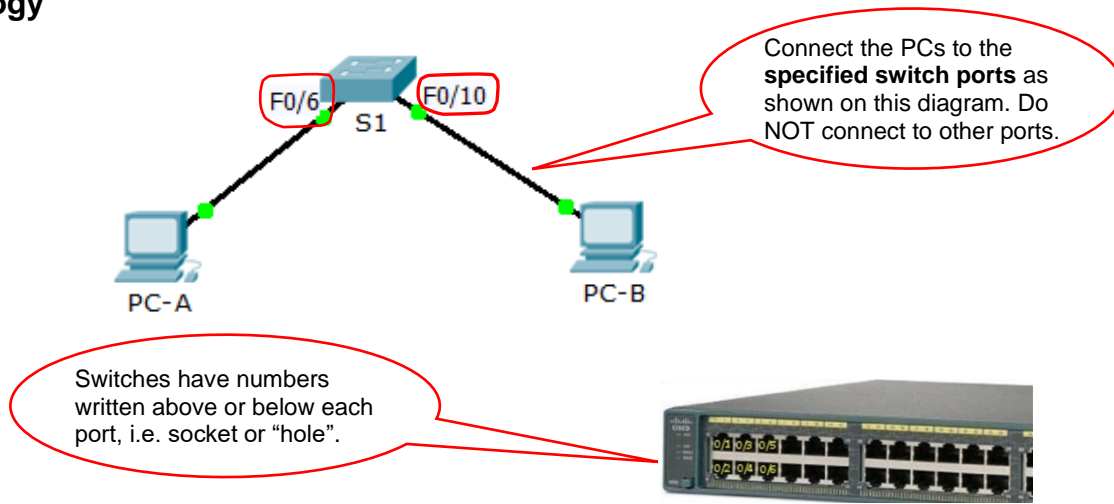 ogy
Connect the PCs to the
specified switch ports as
shown on this diagram. Do
NOT connect to other ports.
F0/6
F0/10
S1
PC-A
PC-B
Switches have numbers
written above or below each
port, i.e. socket or “hole”.
CISCO
0/1 0/3 0/5
0/2 0/4 0/6